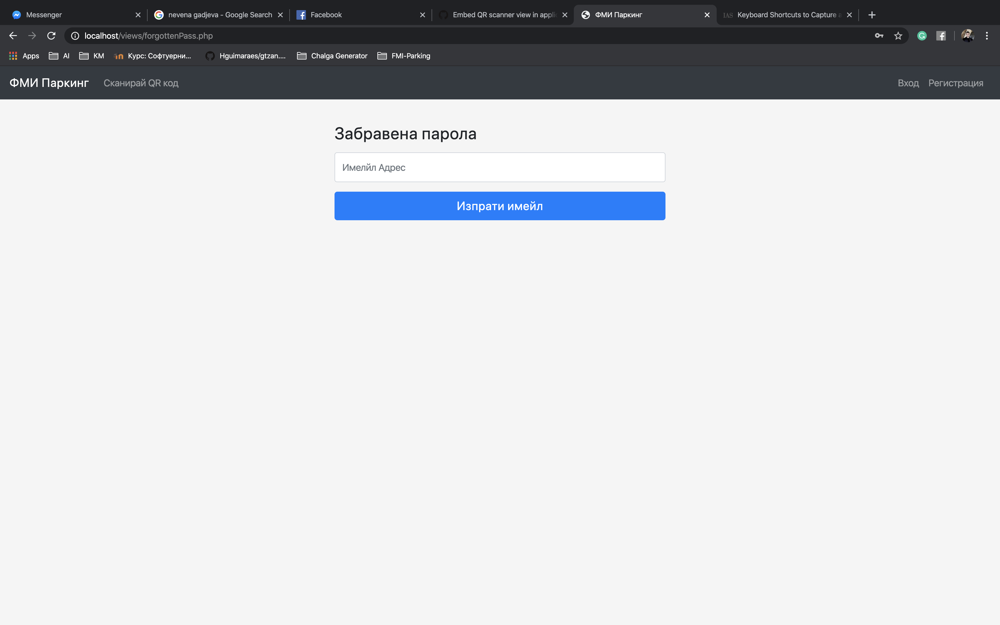 Messenger
nevena gadjeva - Google Search
Facebook
Embed QR scanner view in applic
ФМИ Паркинг
IAS Keyboard Shortcuts to Capture a
localhost/views/forgottenPass.php
Apps AI KM Курс: Софтуерни... Hguimaraes/gtzan.... Chalga Generator FMI-Parking
ФМИ Паркинг Сканирай QR код Вход Регистрация
Забравена парола
Имелйл Адрес
Изпрати имейл